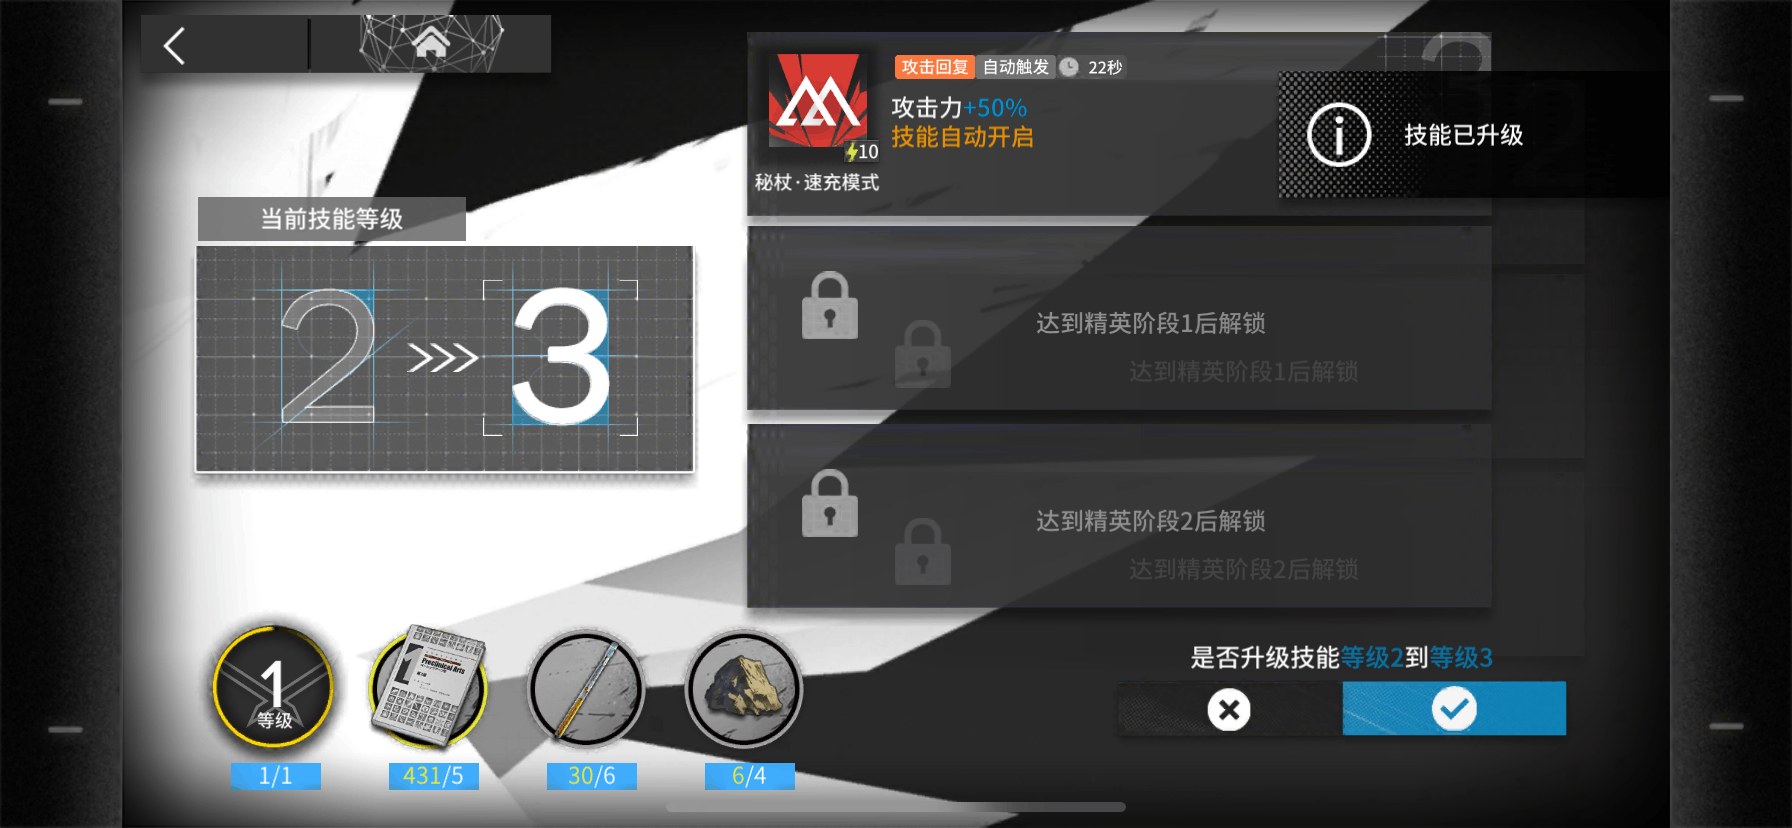 攻击回复 自动触发 22秒
攻击力+50%
技能自动开启
10
秘杖·速充模式
技能已升级
当前技能等级
2 3
达到精英阶段1后解锁
达到精英阶段1后解锁
达到精英阶段2后解锁
达到精英阶段2后解锁
是否升级技能等级2到等级3
1
等级
Preclinical Arts
1/1
431/5
30/6
6/4